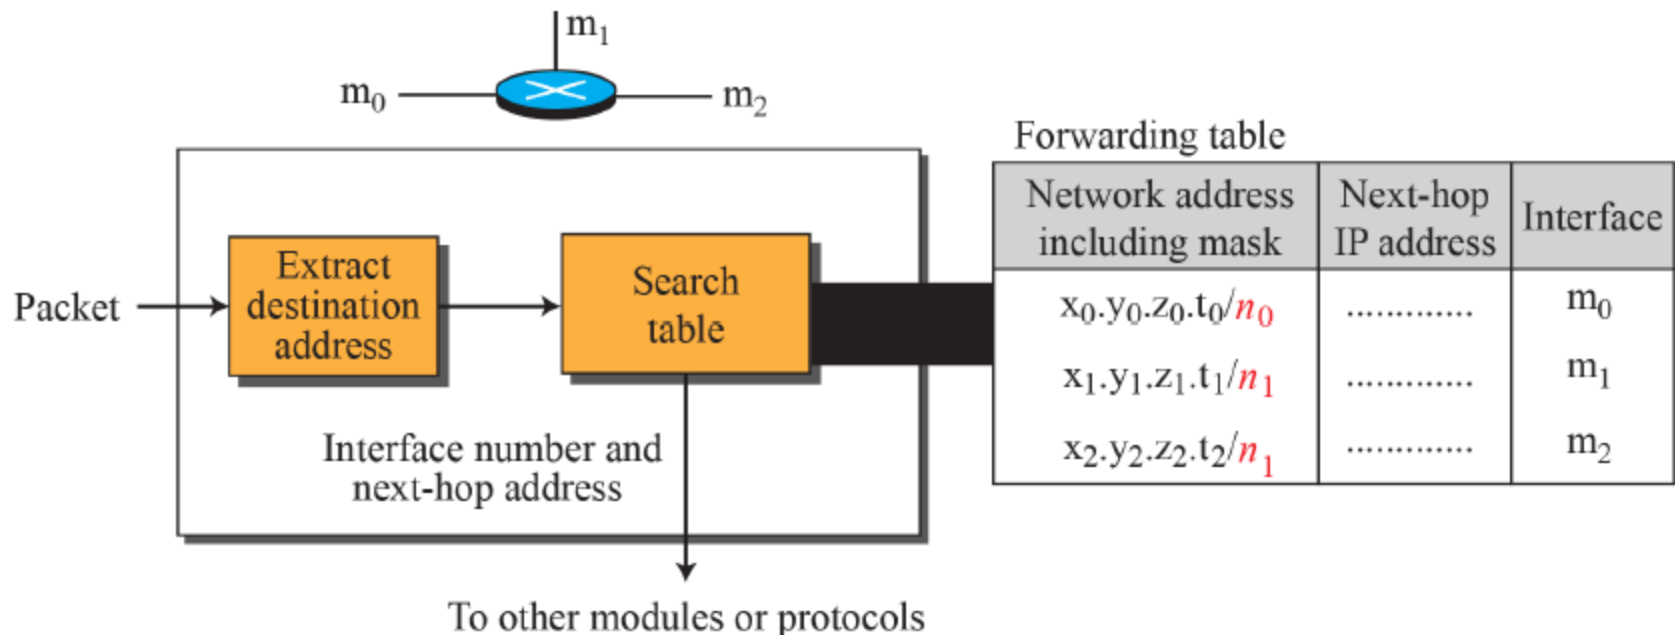 m₁
m₀
m₂
Forwarding table
Network address
including mask
Next-hop
IP address
Interface
Packet
Extract
destination
address
Search
table
x₀.y₀.z₀.t₀/n₀ ............. m₀
x₁.y₁.z₁.t₁/n₁ ............. m₁
x₂.y₂.z₂.t₂/n₁ ............. m₂
Interface number and
next-hop address
To other modules or protocols